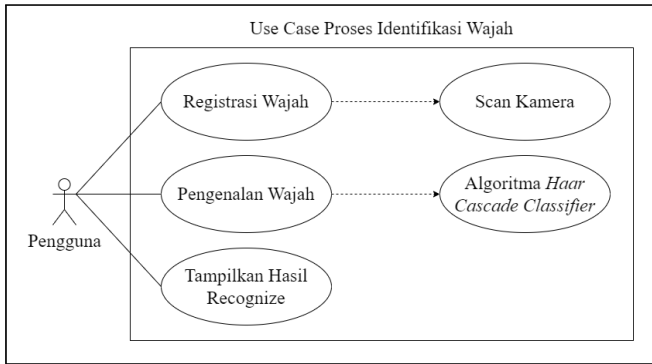 Use Case Proses Identifikasi Wajah
Registrasi Wajah
Scan Kamera
Pengenalan Wajah
Algoritma Haar
Cascade Classifier
Pengguna
Tampilkan Hasil
Recognize